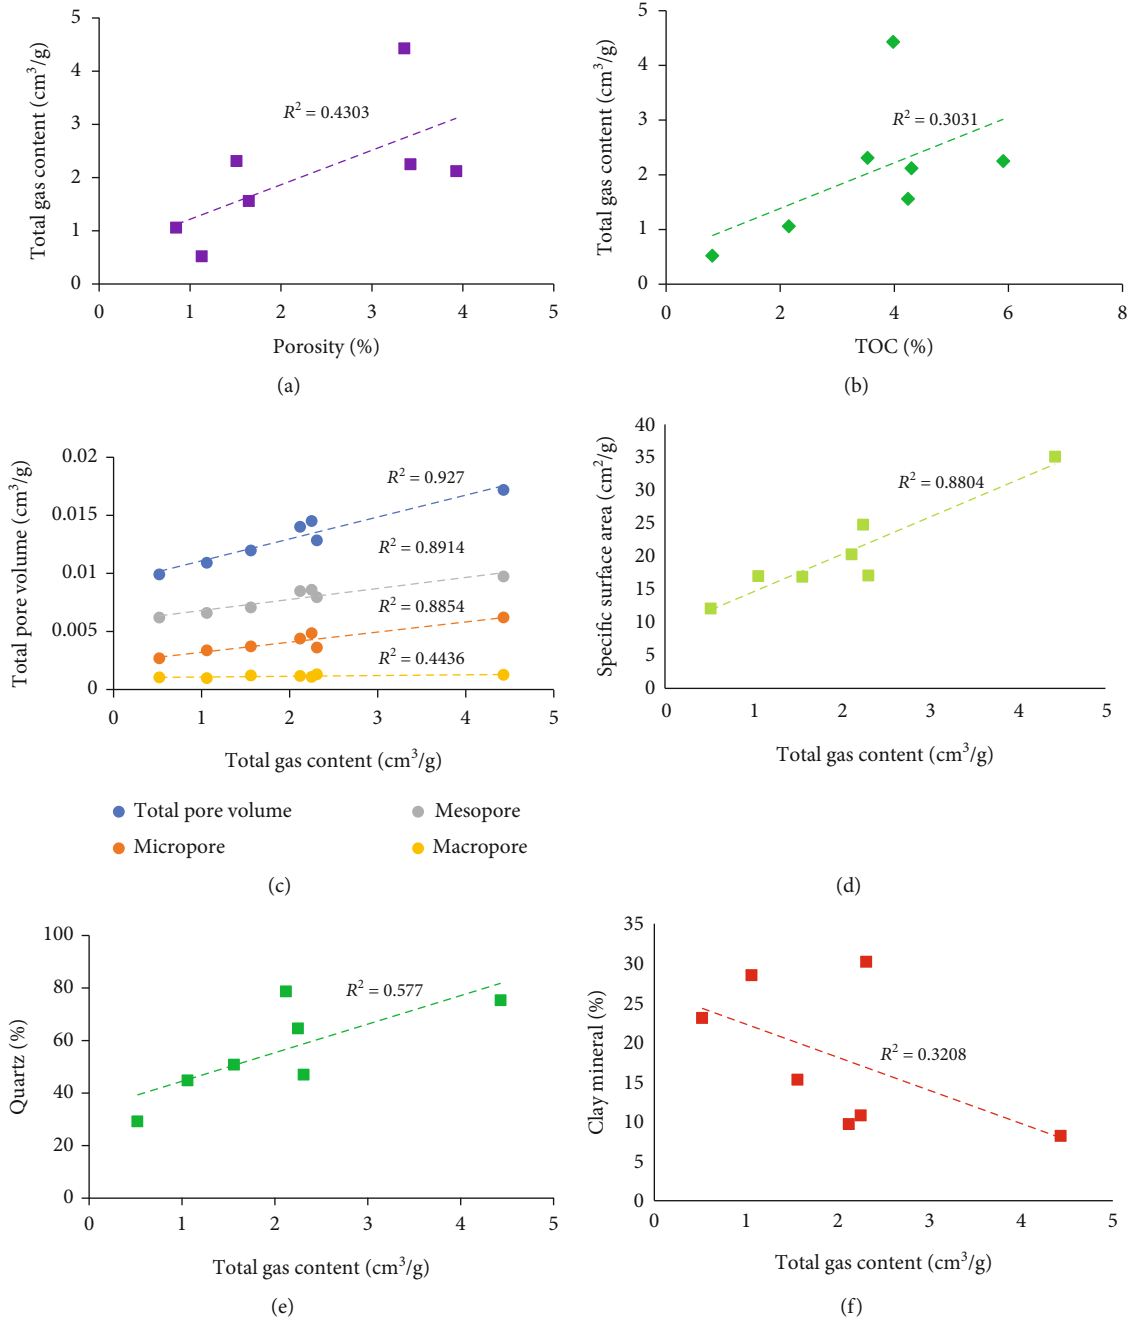 Total gas content (cm³/g)
5
4
3
2
1
0
R² = 0.4303
0 1 2 3 4 5
Porosity (%)
(a)
Total gas content (cm³/g)
5
4
3
2
1
0
R² = 0.3031
0 2 4 6 8
TOC (%)
(b)
Total pore volume (cm³/g)
0.02
0.015
0.01
0.005
0
R² = 0.927
R² = 0.8914
R² = 0.8854
R² = 0.4436
0 1 2 3 4 5
Total gas content (cm³/g)
Total pore volume
Mesopore
Micropore
Macropore
(c)
Specific surface area (cm²/g)
40
35
30
25
20
15
10
5
0
R² = 0.8804
0 1 2 3 4 5
Total gas content (cm³/g)
(d)
Quartz (%)
100
80
60
40
20
0
R² = 0.577
0 1 2 3 4 5
Total gas content (cm³/g)
(e)
Clay mineral (%)
35
30
25
20
15
10
5
0
R² = 0.3208
0 1 2 3 4 5
Total gas content (cm³/g)
(f)